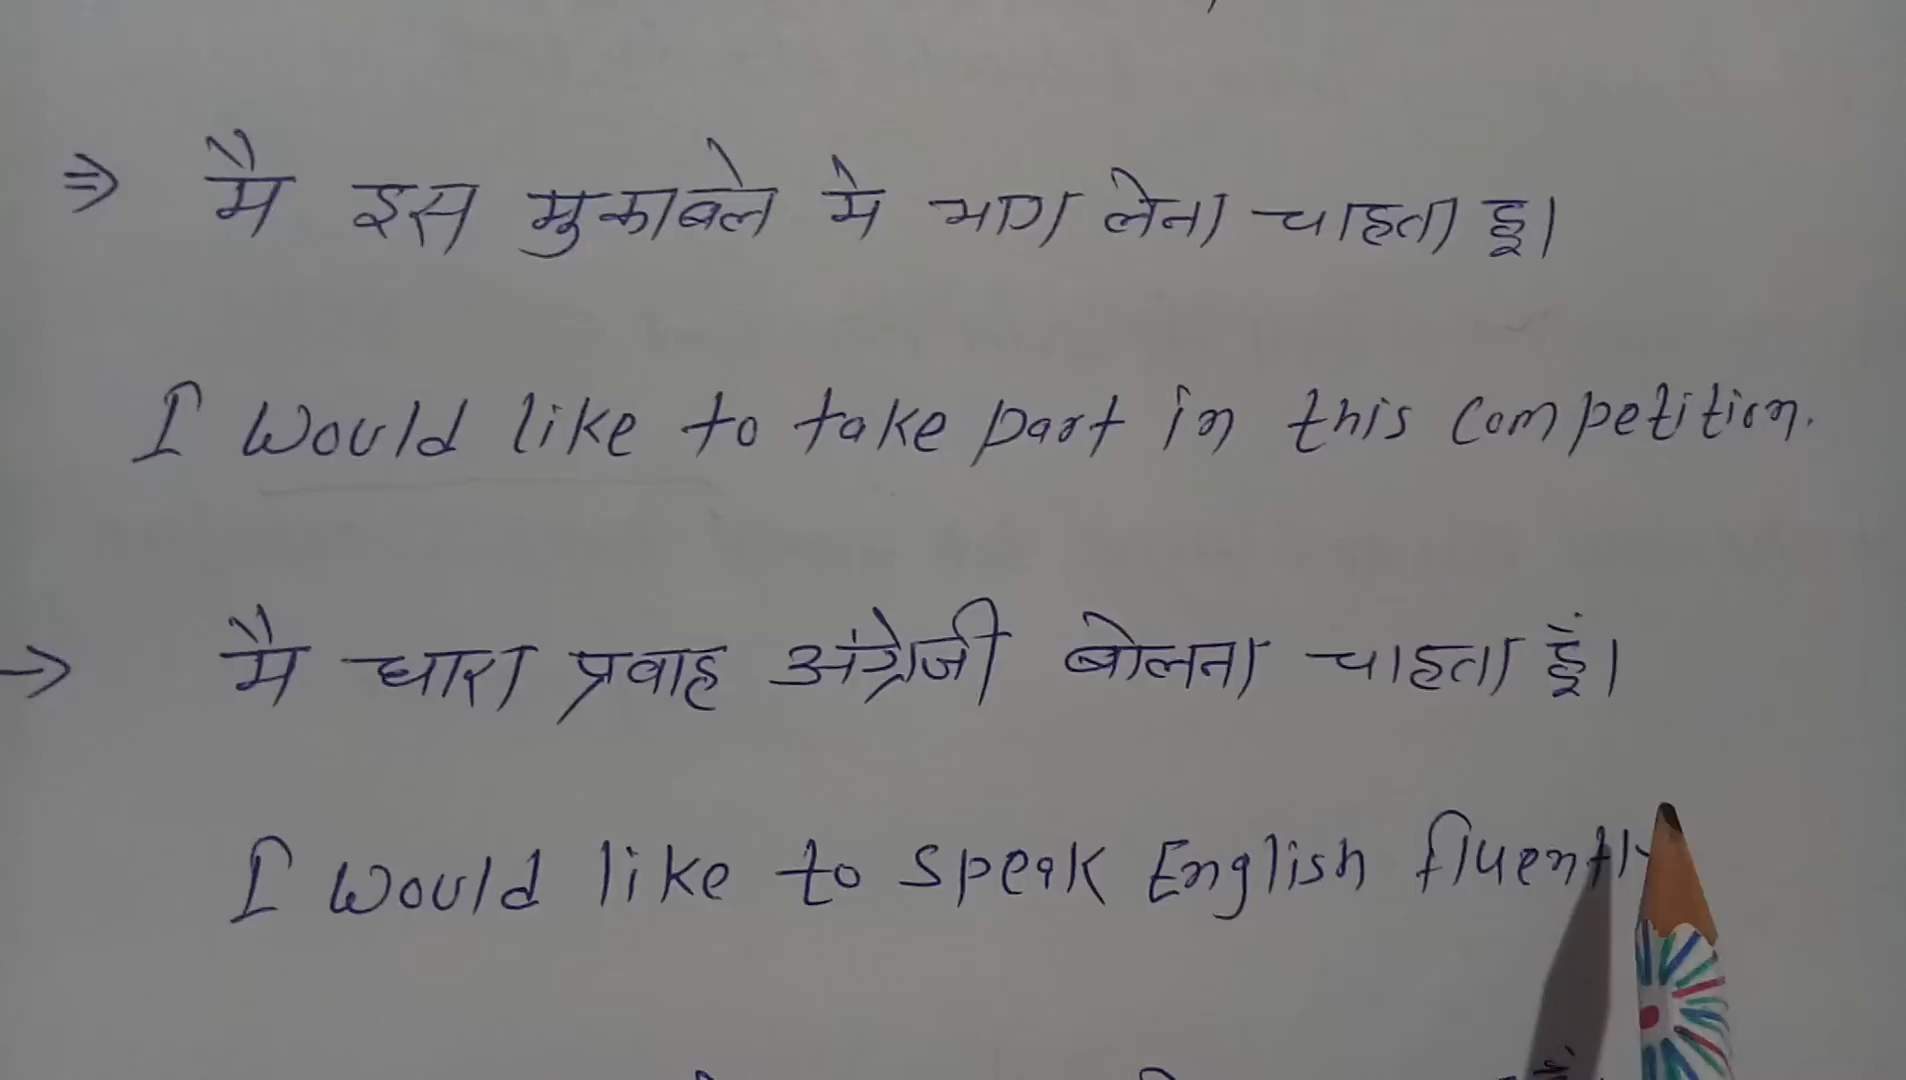 ⇒ मै इस मुकाबले मे भाग लेना चाहता हू।
I would like to take part in this competition.
→ मै धारा प्रवाह अंग्रेजी बोलना चाहता हूं।
I would like to speak English fluently